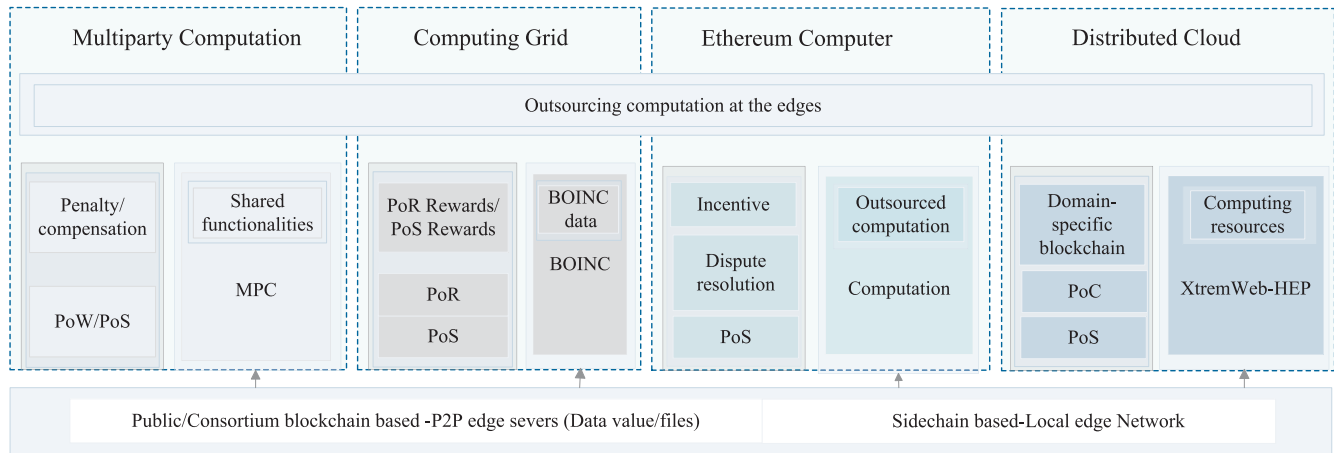 Multiparty Computation
Computing Grid
Ethereum Computer
Distributed Cloud
Outsourcing computation at the edges
Penalty/
compensation
PoW/PoS
Shared
functionalities
MPC
PoR Rewards/
PoS Rewards
PoR
PoS
BOINC
data
BOINC
Incentive
Dispute
resolution
PoS
Outsourced
computation
Computation
Domain-
specific
blockchain
PoC
PoS
Computing
resources
XtremWeb-HEP
Public/Consortium blockchain based -P2P edge severs (Data value/files)
Sidechain based-Local edge Network